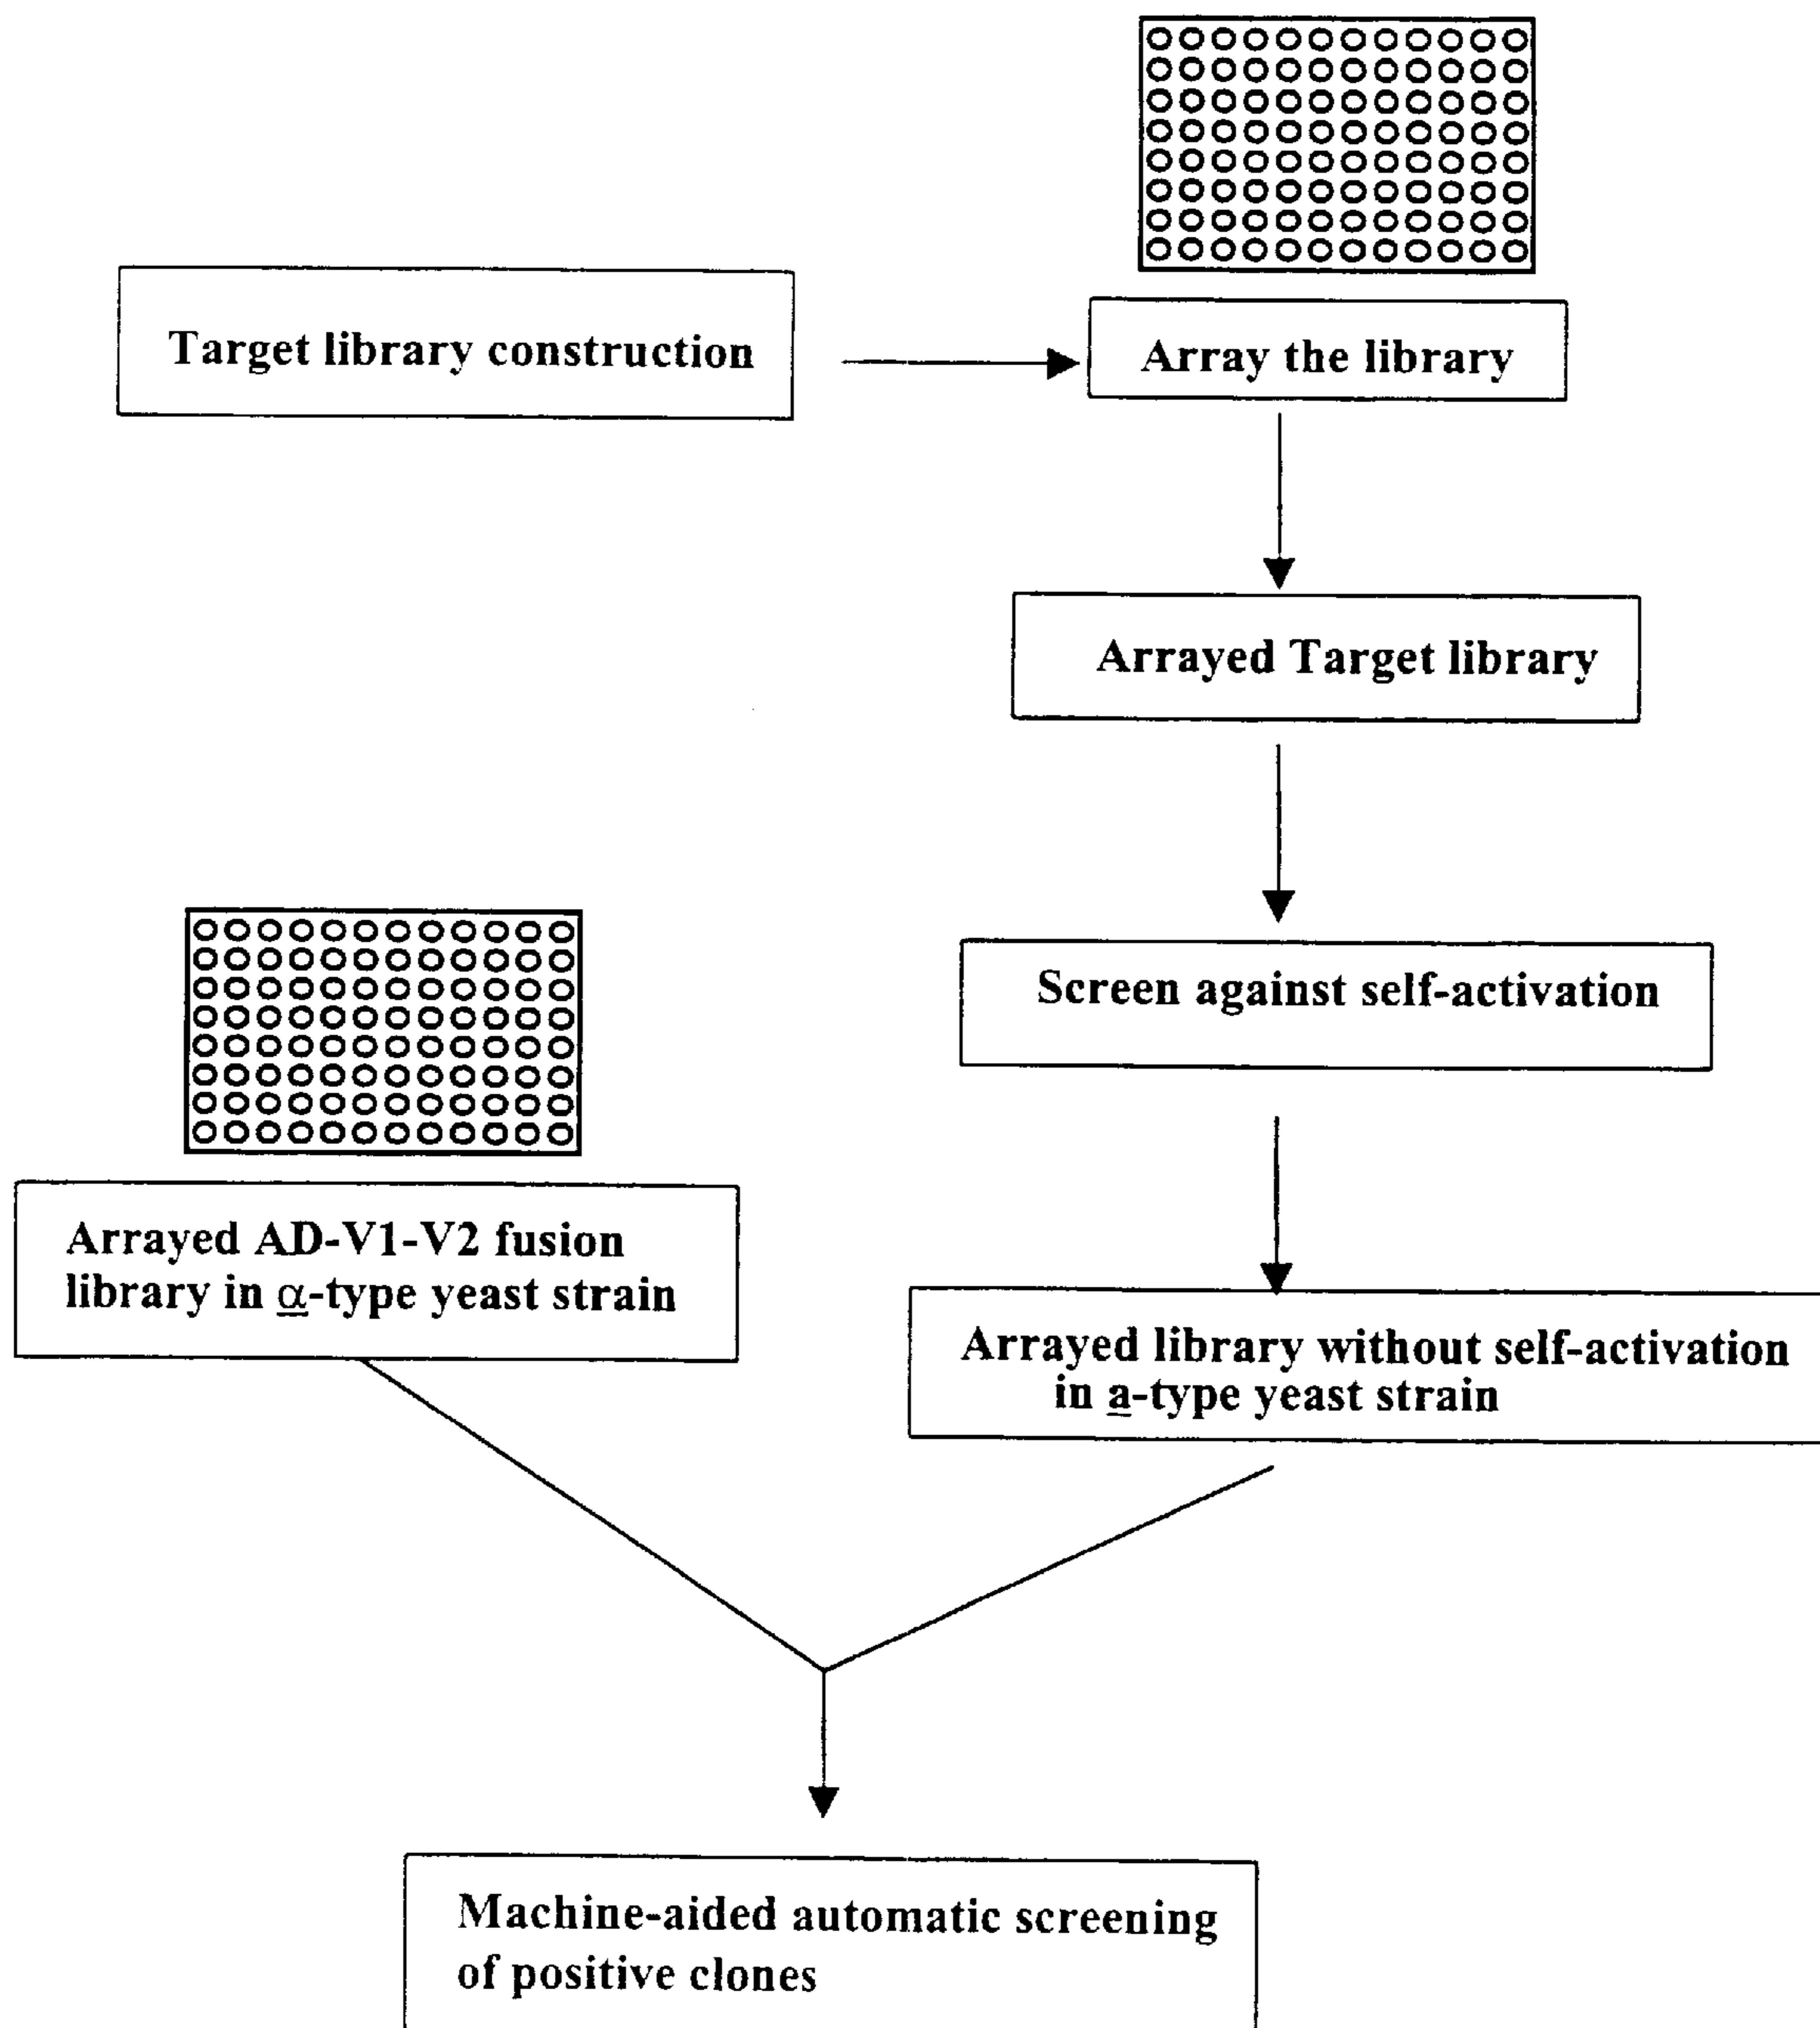 Target library construction
Array the library
Arrayed Target library
Screen against self-activation
Arrayed AD-V1-V2 fusion
library in α-type yeast strain
Arrayed library without self-activation
in a-type yeast strain
Machine-aided automatic screening
of positive clones